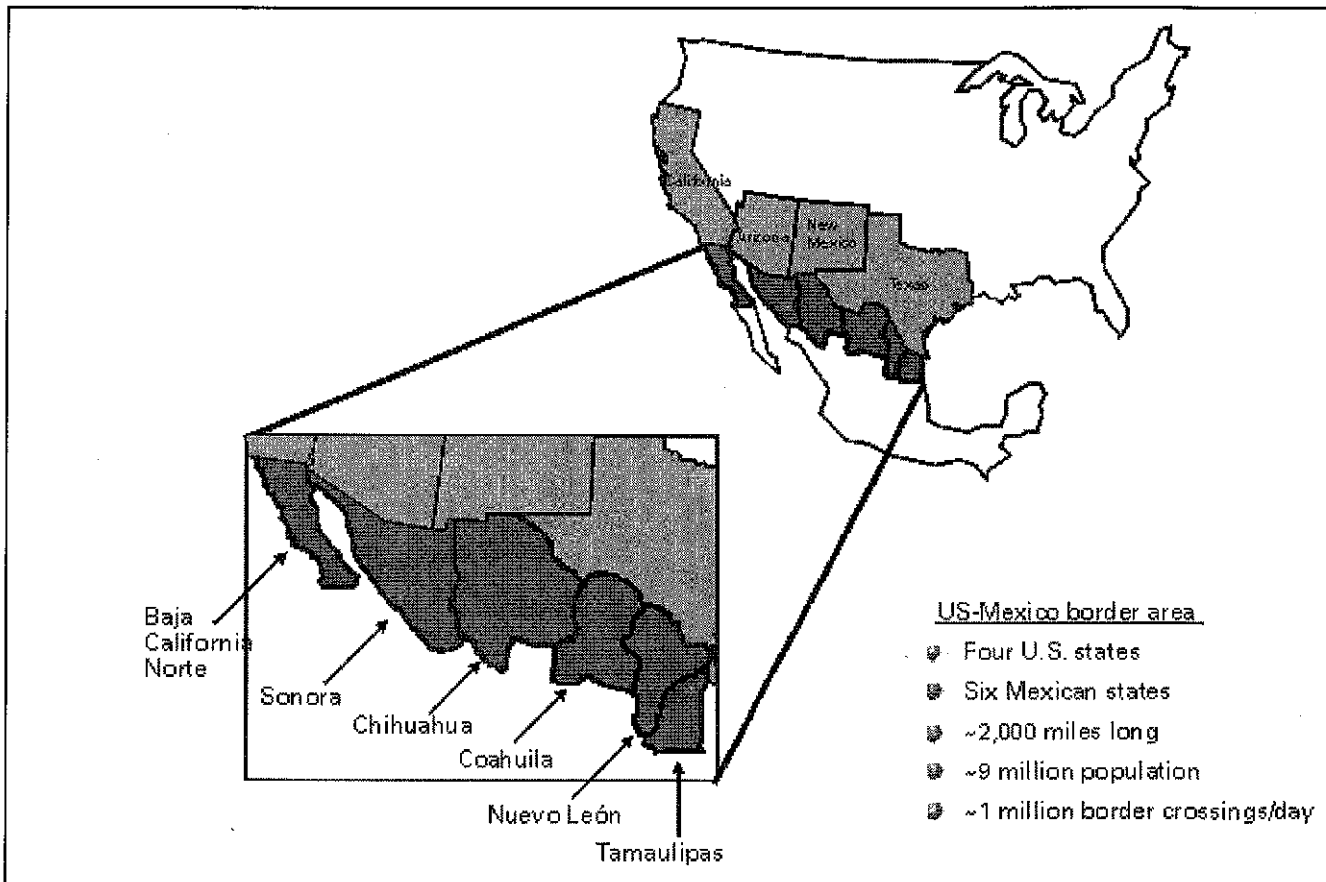 California
Arizona
New
Mexico
Texas
Baja
California
Norte
Sonora
Chihuahua
Coahuila
Nuevo León
Tamaulipas
US-Mexico border area
Four U.S. states
Six Mexican states
~2,000 miles long
~9 million population
~1 million border crossings/day